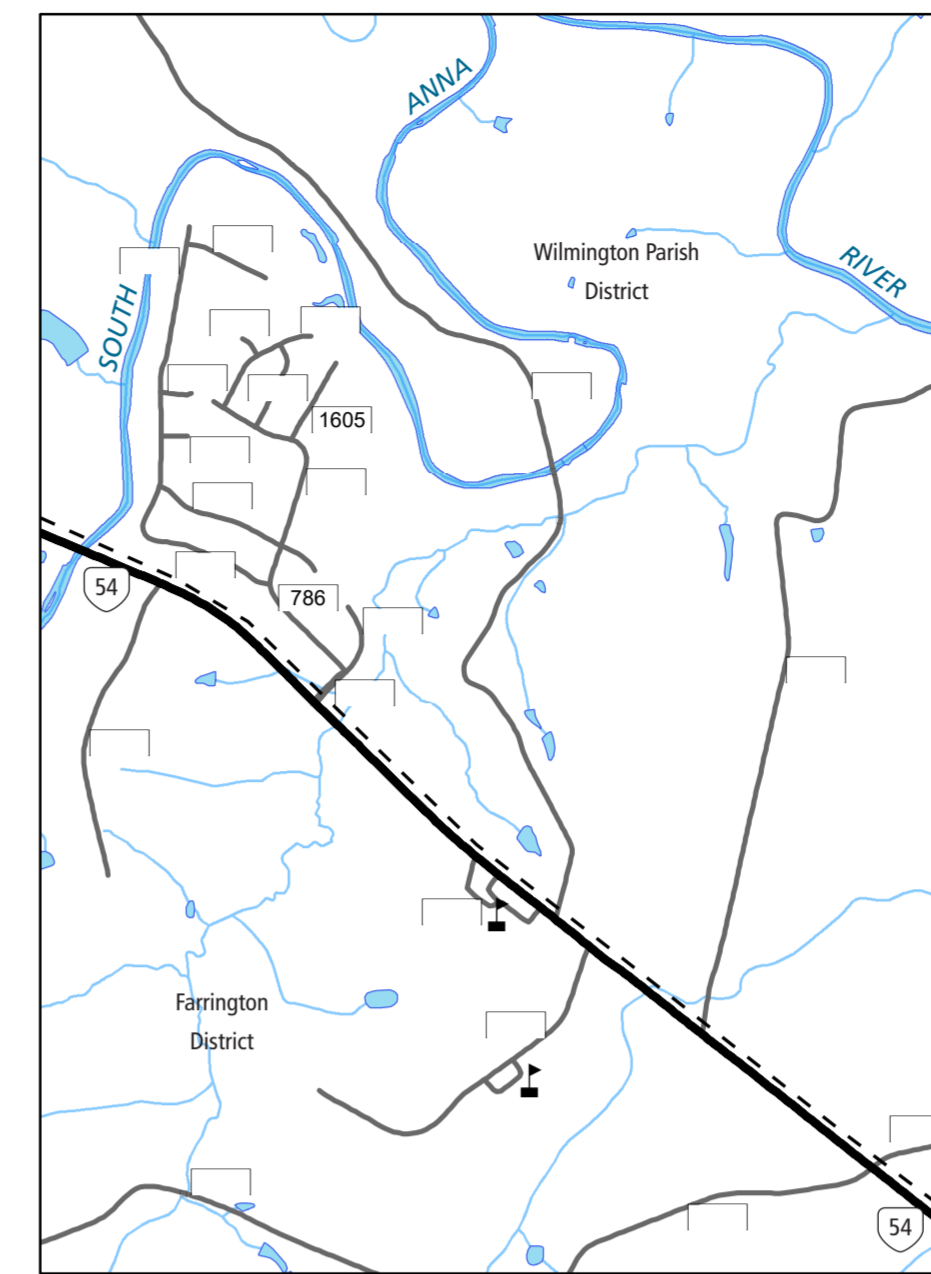 ANNA
Wilmington Parish
District
RIVER
SOUTH
1605
54
786
Farrington
District
54